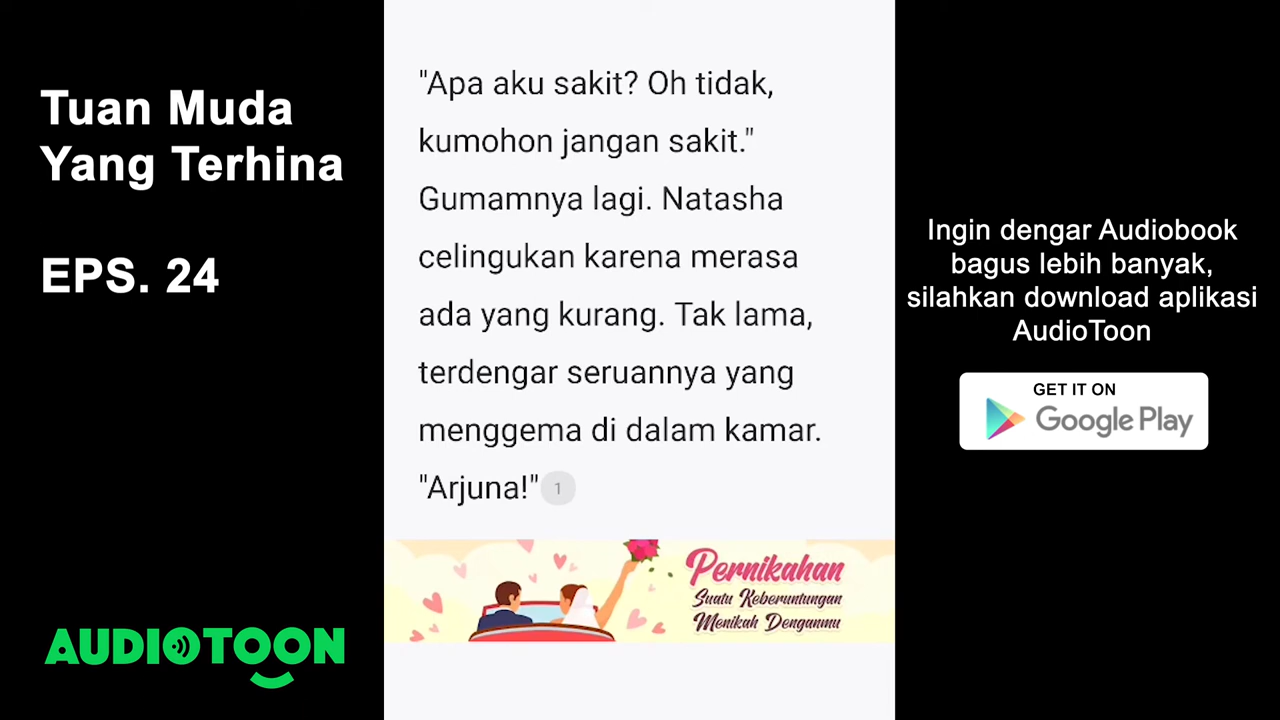 Tuan Muda
Yang Terhina
EPS. 24
AUDIOTOON
"Apa aku sakit? Oh tidak,
kumohon jangan sakit."
Gumamnya lagi. Natasha
celingukan karena merasa
ada yang kurang. Tak lama,
terdengar seruannya yang
menggema di dalam kamar.
"Arjuna!" 1
Pernikahan
Suatu Keberuntungan
Menikah Denganmu
Ingin dengar Audiobook
bagus lebih banyak,
silahkan download aplikasi
AudioToon
GET IT ON
Google Play